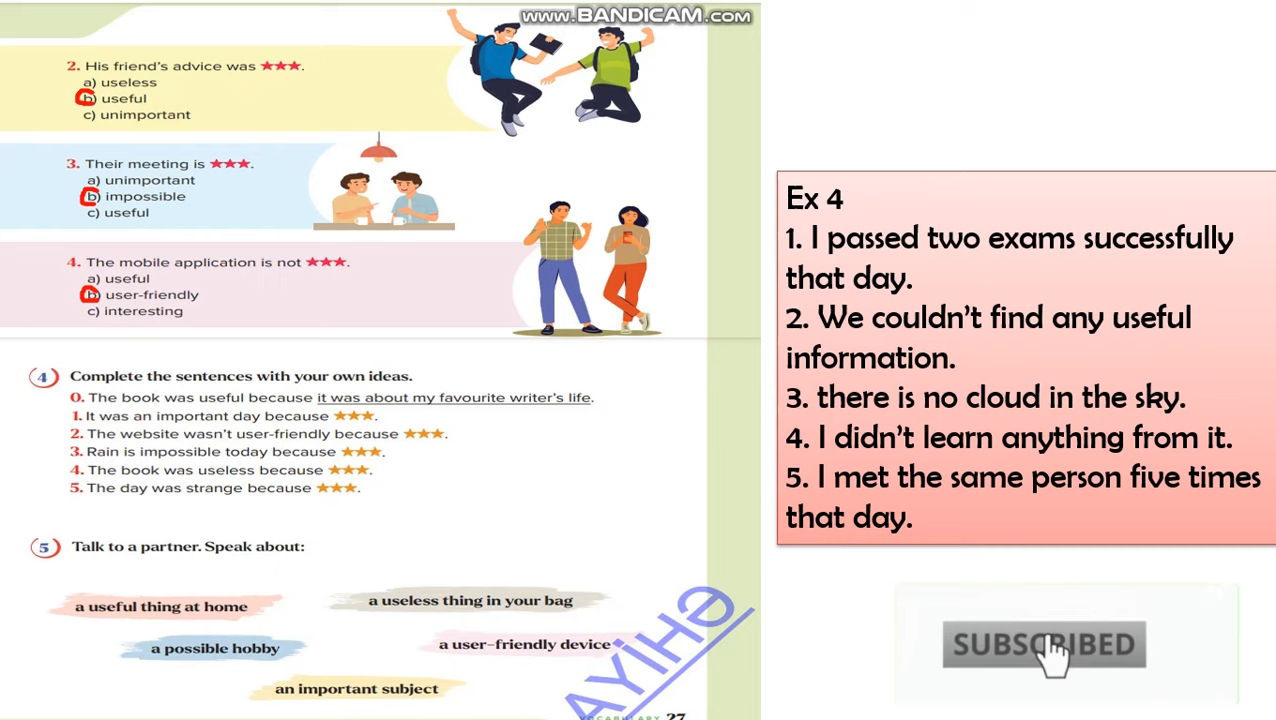 www.BANDICAM.com
2. His friend's advice was ★★★.
a) useless
b) useful
c) unimportant
3. Their meeting is ★★★.
a) unimportant
b) impossible
c) useful
4. The mobile application is not ★★★.
a) useful
b) user-friendly
c) interesting
4 Complete the sentences with your own ideas.
0. The book was useful because it was about my favourite writer's life.
1. It was an important day because ★★★.
2. The website wasn't user-friendly because ★★★.
3. Rain is impossible today because ★★★.
4. The book was useless because ★★★.
5. The day was strange because ★★★.
5 Talk to a partner. Speak about:
a useful thing at home
a useless thing in your bag
a possible hobby
a user-friendly device
an important subject
AYİHƏ
VOCABULARY 27
Ex 4
1. I passed two exams successfully
that day.
2. We couldn't find any useful
information.
3. there is no cloud in the sky.
4. I didn't learn anything from it.
5. I met the same person five times
that day.
SUBSCRIBED